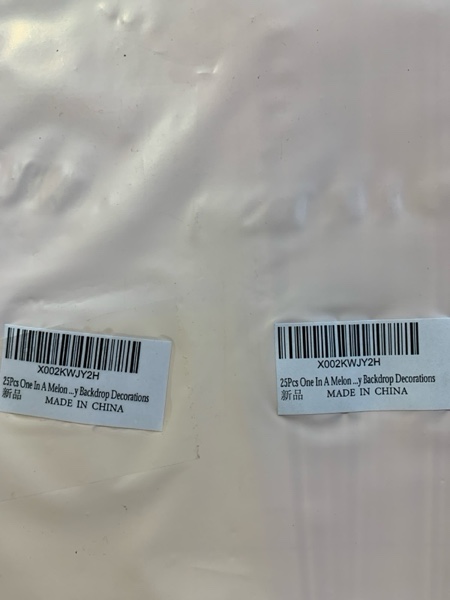 X002KWJY2H
25Pcs One In A Melon ...y Backdrop Decorations
新品
MADE IN CHINA
X002KWJY2H
25Pcs One In A Melon ...y Backdrop Decorations
新品
MADE IN CHINA